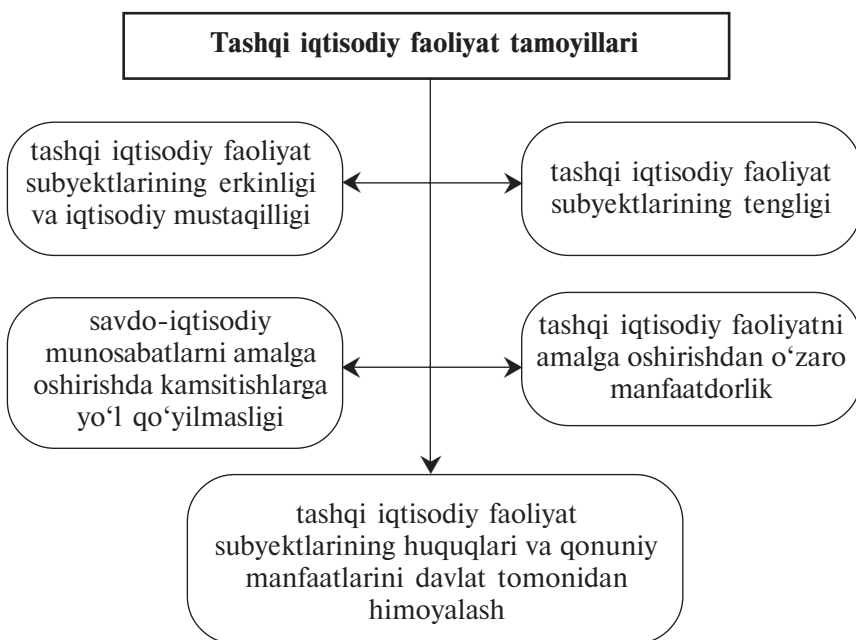 Tashqi iqtisodiy faoliyat tamoyillari
tashqi iqtisodiy faoliyat
subyektlarining erkinligi
va iqtisodiy mustaqilligi
tashqi iqtisodiy faoliyat
subyektlarining tengligi
savdo-iqtisodiy
munosabatlarni amalga
oshirishda kamsitishlarga
yo‘l qo‘yilmasligi
tashqi iqtisodiy faoliyatni
amalga oshirishdan o‘zaro
manfaatdorlik
tashqi iqtisodiy faoliyat
subyektlarining huquqlari va qonuniy
manfaatlarini davlat tomonidan
himoyalash